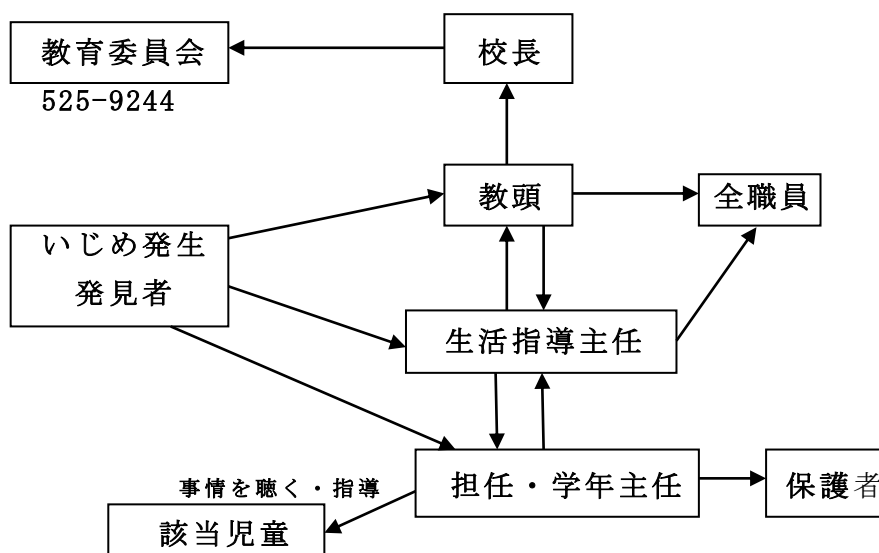 教育委員会
校長
525-9244
教頭
全職員
いじめ発生
発見者
生活指導主任
担任・学年主任
保護者
事情を聴く・指導
該当児童